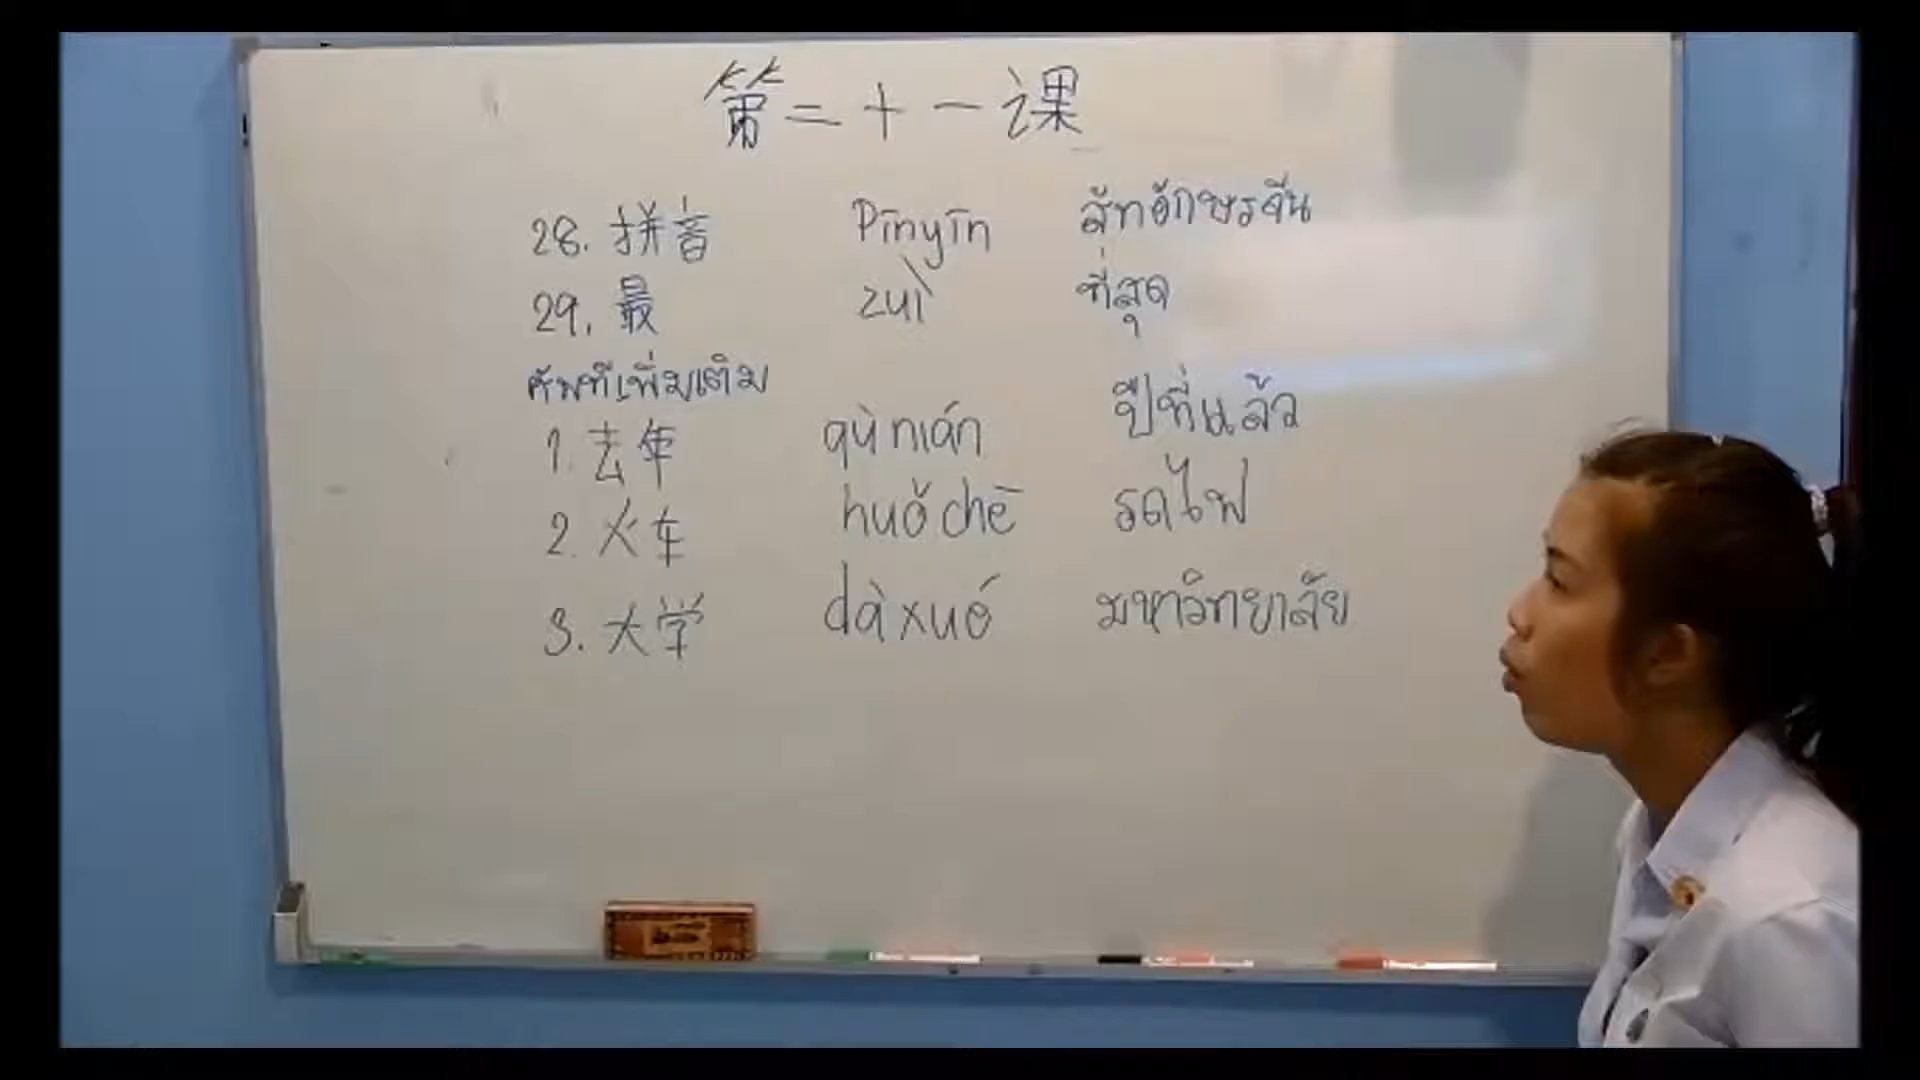 第二十一课
28. 拼音 Pīnyīn สัทอักษรจีน
29. 最 zuì ที่สุด
ศัพท์เพิ่มเติม
1. 去年 qù nián ปีที่แล้ว
2. 火车 huǒ chē รถไฟ
3. 大学 dà xué มหาวิทยาลัย